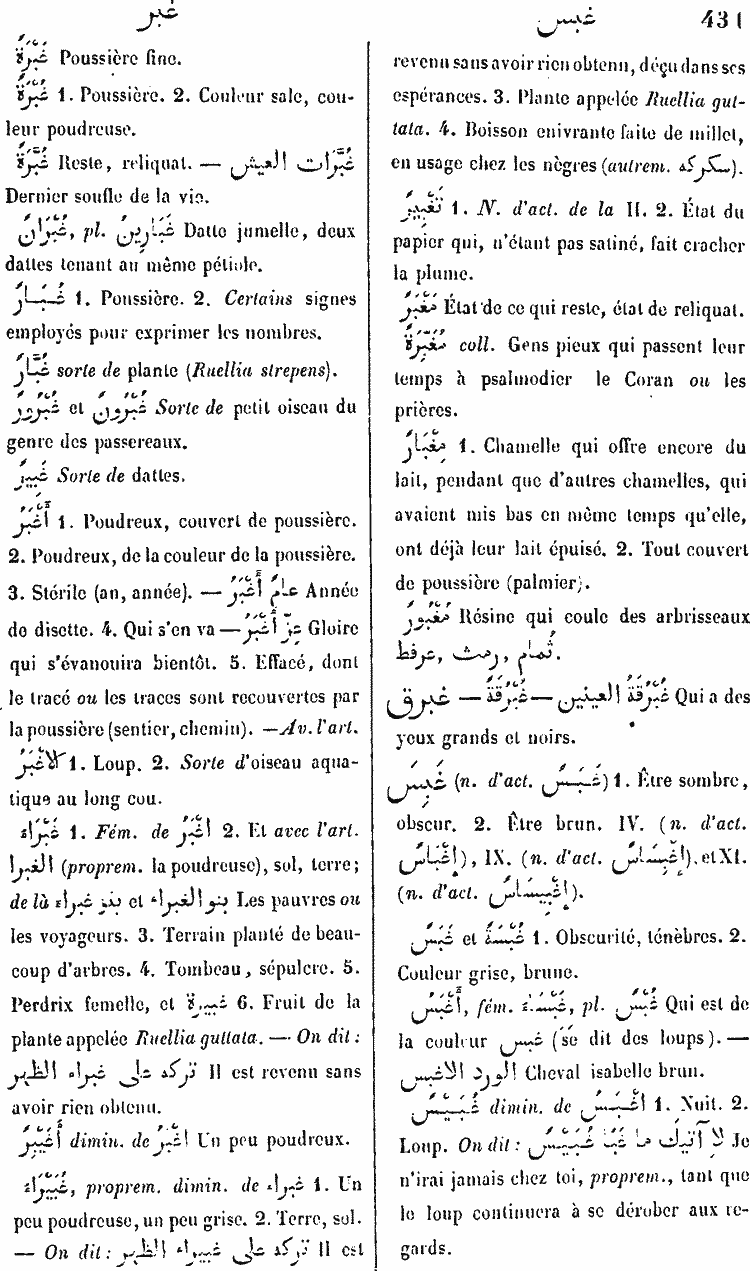 غبر
غبس
431
غَبَرَةٌ Poussière fine.
غَبَرَةٌ 1. Poussière. 2. Couleur sale, cou-
leur poudreuse.
غُبَّرَةٌ Reste, reliquat. — غُبَّرَات العيش
Dernier soufle de la vie.
غُبْرَانٌ, pl. غَبَارِينُ Datte jumelle, deux
dattes tenant au même pétiole.
غُبَارٌ 1. Poussière. 2. Certains signes
employés pour exprimer les nombres.
غُبَّارٌ sorte de plante (Ruellia strepens).
غُبْرُورٌ et غُبْرُونٌ Sorte de petit oiseau du
genre des passereaux.
غَبِيرٌ Sorte de dattes.
أَغْبَرُ 1. Poudreux, couvert de poussière.
2. Poudreux, de la couleur de la poussière.
3. Stérile (an, année). — عامٌ أَغْبَرُ Année
de disette. 4. Qui s'en va — عِزّ أَغْبَرُ Gloire
qui s'évanouira bientôt. 5. Effacé, dont
le tracé ou les traces sont recouvertes par
la poussière (sentier, chemin). —Av. l'art.
الاغْبَرُ 1. Loup. 2. Sorte d'oiseau aqua-
tique au long cou.
غَبْرَاءُ 1. Fém. de اغْبَرُ 2. Et avec l'art.
الغبرا (proprem. la poudreuse), sol, terre;
de là بنو غبراء et بنو الغبراء Les pauvres ou
les voyageurs. 3. Terrain planté de beau-
coup d'arbres. 4. Tombeau, sépulcre. 5.
Perdrix femelle, et غبيرة 6. Fruit de la
plante appelée Ruellia guttata. — On dit :
تركه على غبراء الظهر Il est revenu sans
avoir rien obtenu.
أُغَيْبِرُ dimin. de اغْبَرُ Un peu poudreux.
غُبَيْرَاءُ, proprem. dimin. de غبراء 1. Un
peu poudreuse, un peu grise. 2. Terre, sol.
— On dit : تركه على غبيراء الظهر Il est
revenu sans avoir rien obtenu, déçu dans ses
espérances. 3. Plante appelée Ruellia gut-
tata. 4. Boisson enivrante faite de millet,
en usage chez les nègres (autrem. سكركه).
تَغْبِيرٌ 1. N. d'act. de la II. 2. État du
papier qui, n'étant pas satiné, fait cracher
la plume.
مَغْبَرٌ État de ce qui reste, état de reliquat.
مُغَبِّرَةٌ coll. Gens pieux qui passent leur
temps à psalmodier le Coran ou les
prières.
مِغْبَارٌ 1. Chamelle qui offre encore du
lait, pendant que d'autres chamelles, qui
avaient mis bas en même temps qu'elle,
ont déjà leur lait épuisé. 2. Tout couvert
de poussière (palmier).
مُغْبُورٌ Résine qui coule des arbrisseaux
ثُمام, رمث, عرفط.
غبرق — غُبْرُقَةٌ — غُبْرُقَةُ العينين Qui a des
yeux grands et noirs.
غَبِسَ (n. d'act. غَبَسٌ) 1. Être sombre,
obscur. 2. Être brun. IV. (n. d'act.
إِغْبَاسٌ), IX. (n. d'act. إِغْبِسَاسٌ), et XI.
(n. d'act. إِغْبِيسَاسٌ).
غَبَسٌ et غُبْسَةٌ 1. Obscurité, ténèbres. 2.
Couleur grise, brune.
أَغْبَسُ, fém. غَبْسَاءُ, pl. غُبْسٌ Qui est de
la couleur غبس (se dit des loups). —
الورد الاغبس Cheval isabelle brun.
غُبَيْسٌ dimin. de اغْبَسُ 1. Nuit. 2.
Loup. On dit : لا آتيك ما غَبَا غُبَيْسٌ Je
n'irai jamais chez toi, proprem., tant que
le loup continuera à se dérober aux re-
gards.